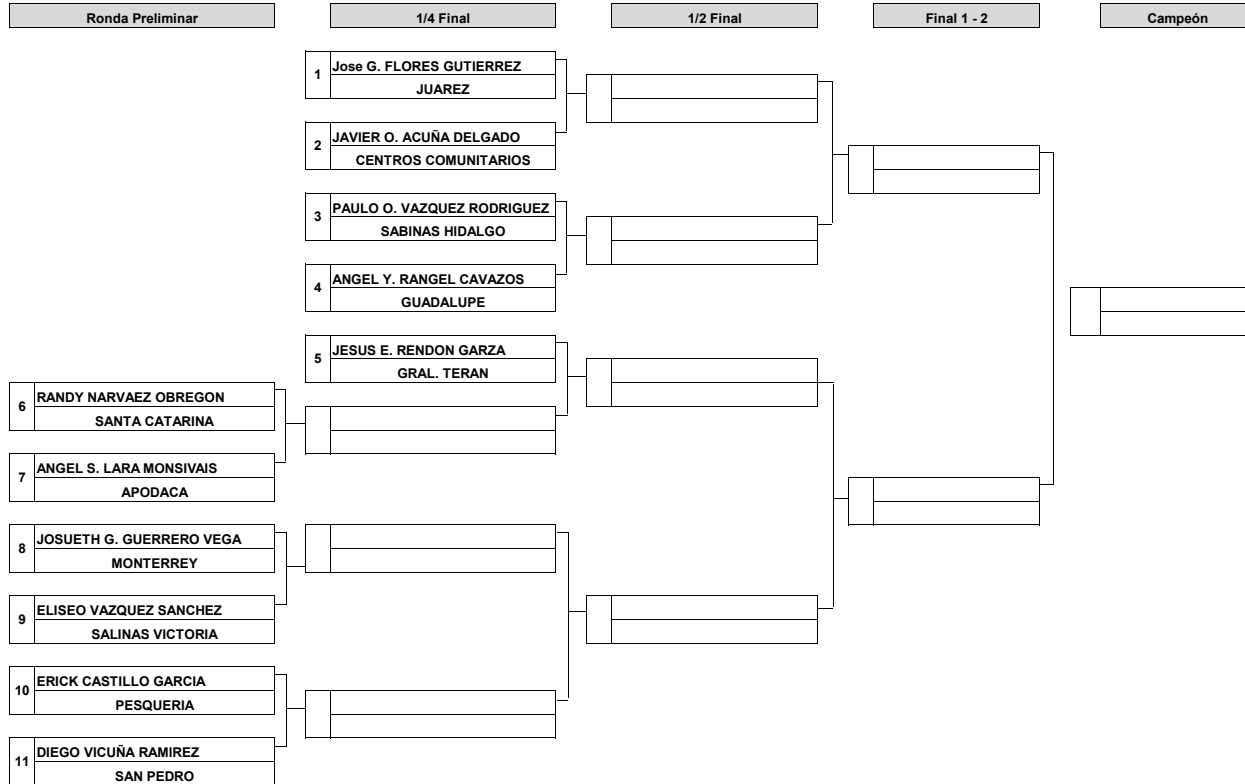 Ronda Preliminar
1/4 Final
1/2 Final
Final 1 - 2
Campeón
1
Jose G. FLORES GUTIERREZ
JUAREZ
2
JAVIER O. ACUÑA DELGADO
CENTROS COMUNITARIOS
3
PAULO O. VAZQUEZ RODRIGUEZ
SABINAS HIDALGO
4
ANGEL Y. RANGEL CAVAZOS
GUADALUPE
5
JESUS E. RENDON GARZA
GRAL. TERAN
6
RANDY NARVAEZ OBREGON
SANTA CATARINA
7
ANGEL S. LARA MONSIVAIS
APODACA
8
JOSUETH G. GUERRERO VEGA
MONTERREY
9
ELISEO VAZQUEZ SANCHEZ
SALINAS VICTORIA
10
ERICK CASTILLO GARCIA
PESQUERIA
11
DIEGO VICUÑA RAMIREZ
SAN PEDRO